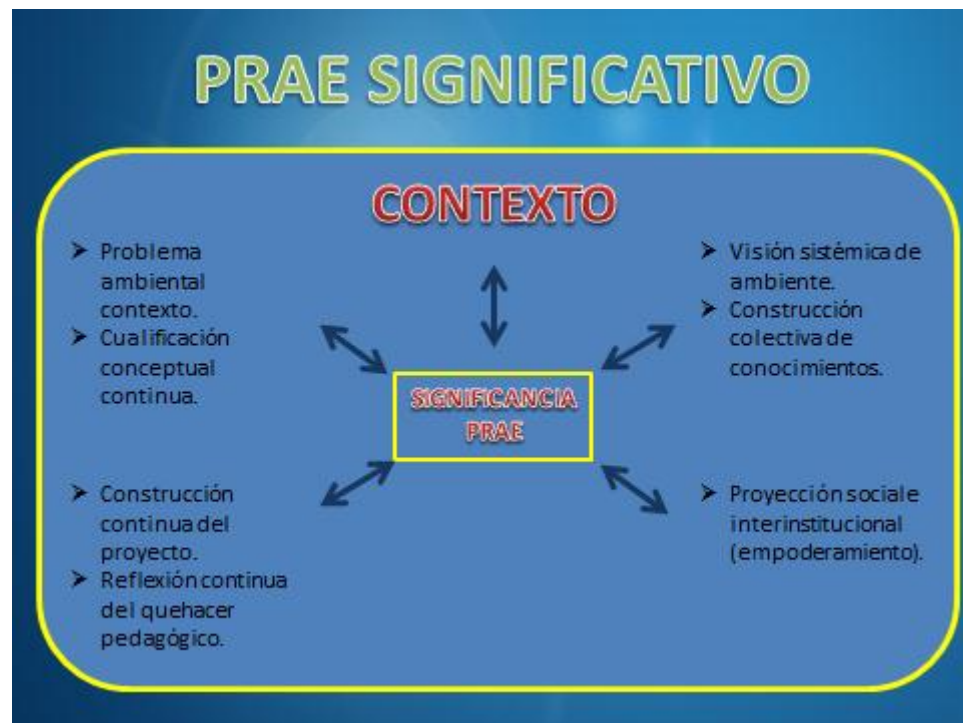 PRAE SIGNIFICATIVO
CONTEXTO
➢ Problema
ambiental
contexto.
➢ Cualificación
conceptual
continua.
➢ Visión sistémica de
ambiente.
➢ Construcción
colectiva de
conocimientos.
SIGNIFICANCIA
PRAE
➢ Construcción
continua del
proyecto.
➢ Reflexión continua
del quehacer
pedagógico.
➢ Proyección social e
interinstitucional
(empoderamiento).